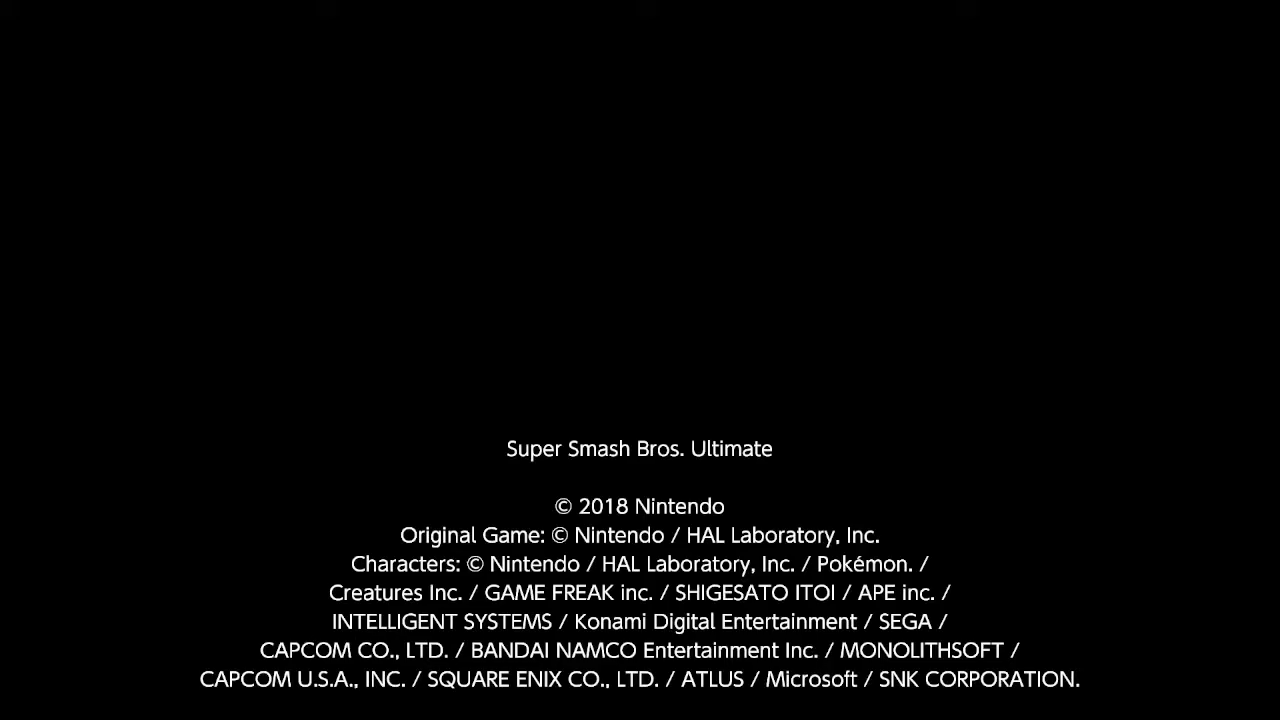 Super Smash Bros. Ultimate
© 2018 Nintendo
Original Game: © Nintendo / HAL Laboratory, Inc.
Characters: © Nintendo / HAL Laboratory, Inc. / Pokémon. /
Creatures Inc. / GAME FREAK inc. / SHIGESATO ITOI / APE inc. /
INTELLIGENT SYSTEMS / Konami Digital Entertainment / SEGA /
CAPCOM CO., LTD. / BANDAI NAMCO Entertainment Inc. / MONOLITHSOFT /
CAPCOM U.S.A., INC. / SQUARE ENIX CO., LTD. / ATLUS / Microsoft / SNK CORPORATION.